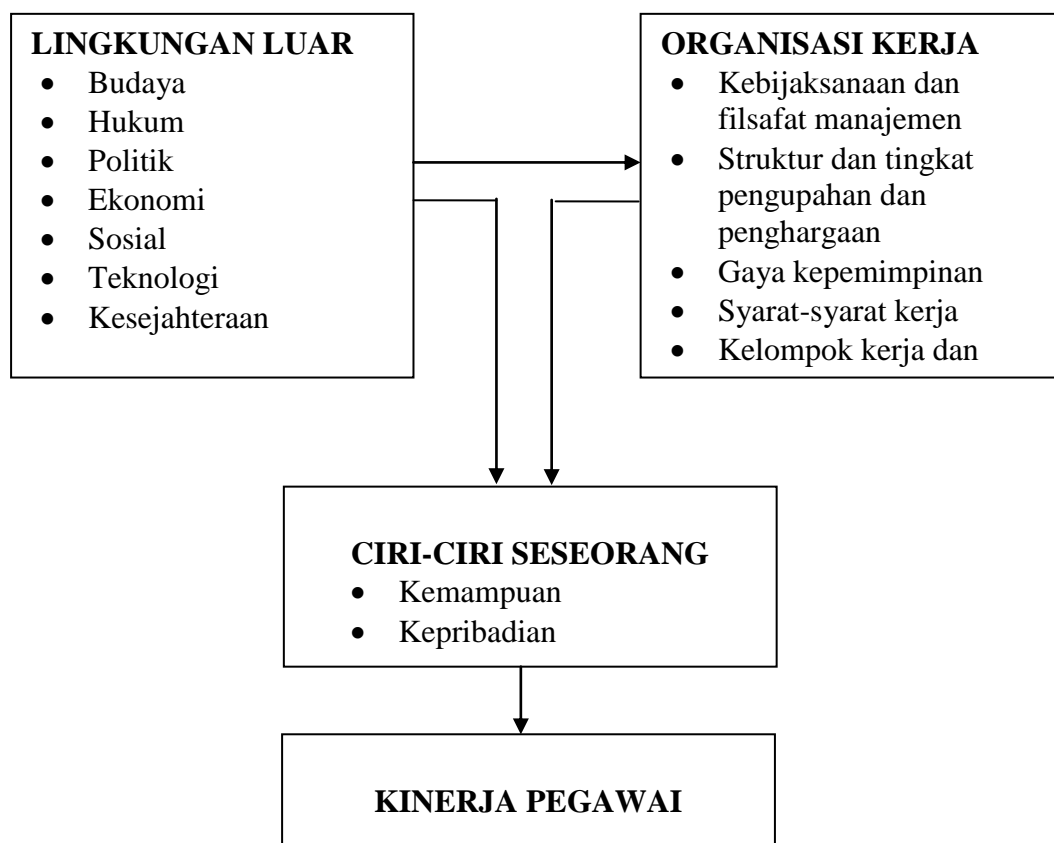 LINGKUNGAN LUAR
• Budaya
• Hukum
• Politik
• Ekonomi
• Sosial
• Teknologi
• Kesejahteraan
ORGANISASI KERJA
• Kebijaksanaan dan
filsafat manajemen
• Struktur dan tingkat
pengupahan dan
penghargaan
• Gaya kepemimpinan
• Syarat-syarat kerja
• Kelompok kerja dan
CIRI-CIRI SESEORANG
• Kemampuan
• Kepribadian
KINERJA PEGAWAI